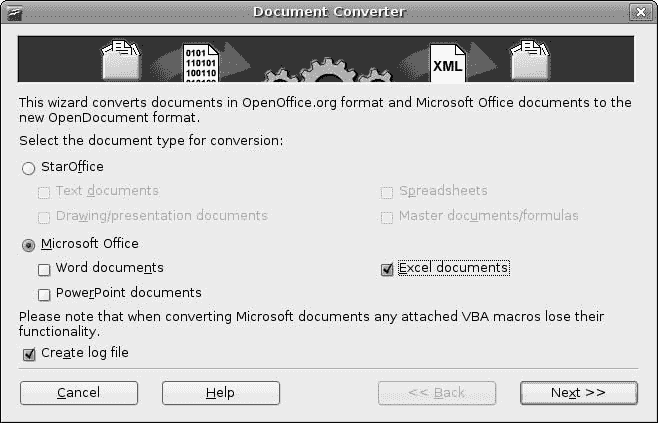 Document Converter
0101
110101
100110
010100
XML
This wizard converts documents in OpenOffice.org format and Microsoft Office documents to the
new OpenDocument format.
Select the document type for conversion:
StarOffice
Text documents
Spreadsheets
Drawing/presentation documents
Master documents/formulas
Microsoft Office
Word documents
Excel documents
PowerPoint documents
Please note that when converting Microsoft documents any attached VBA macros lose their
functionality.
Create log file
Cancel
Help
<< Back
Next >>